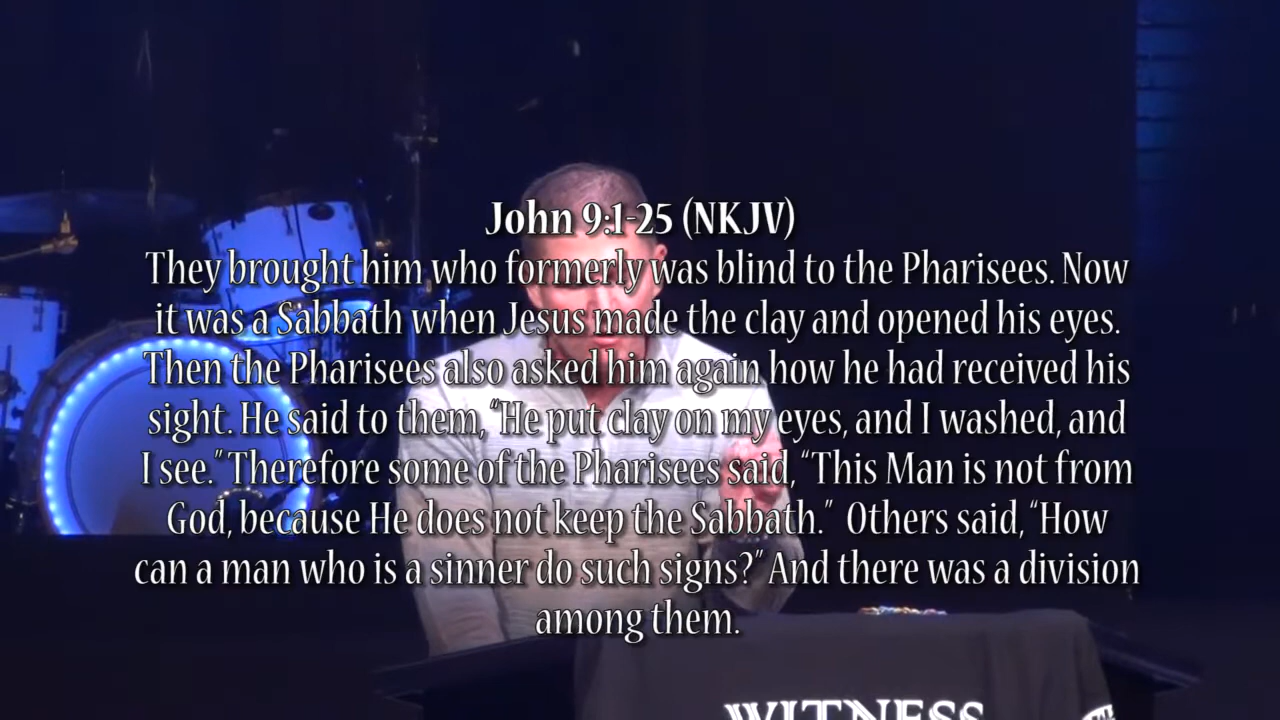 John 9:1-25 (NKJV)
They brought him who formerly was blind to the Pharisees. Now
it was a Sabbath when Jesus made the clay and opened his eyes.
Then the Pharisees also asked him again how he had received his
sight. He said to them, “He put clay on my eyes, and I washed, and
I see.” Therefore some of the Pharisees said, “This Man is not from
God, because He does not keep the Sabbath.” Others said, “How
can a man who is a sinner do such signs?” And there was a division
among them.
WITNESS